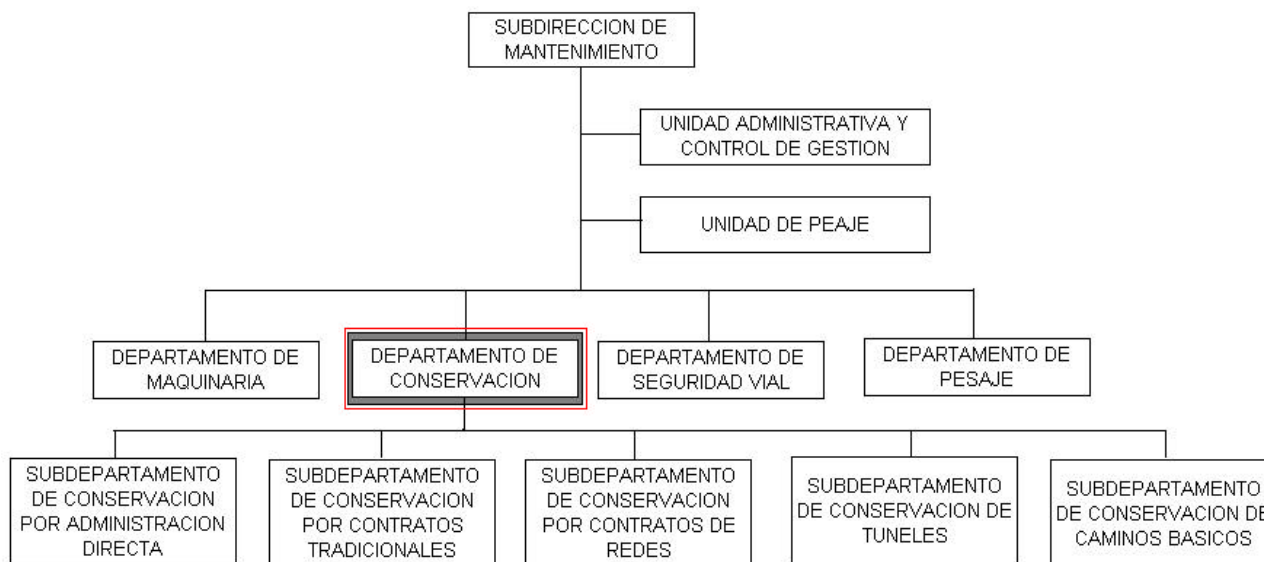 SUBDIRECCION DE
MANTENIMIENTO
UNIDAD ADMINISTRATIVA Y
CONTROL DE GESTION
UNIDAD DE PEAJE
DEPARTAMENTO DE
MAQUINARIA
DEPARTAMENTO DE
CONSERVACION
DEPARTAMENTO DE
SEGURIDAD VIAL
DEPARTAMENTO DE
PESAJE
SUBDEPARTAMENTO
DE CONSERVACION
POR ADMINISTRACION
DIRECTA
SUBDEPARTAMENTO
DE CONSERVACION
POR CONTRATOS
TRADICIONALES
SUBDEPARTAMENTO
DE CONSERVACION
POR CONTRATOS DE
REDES
SUBDEPARTAMENTO
DE CONSERVACION DE
TUNELES
SUBDEPARTAMENTO
DE CONSERVACION DE
CAMINOS BASICOS